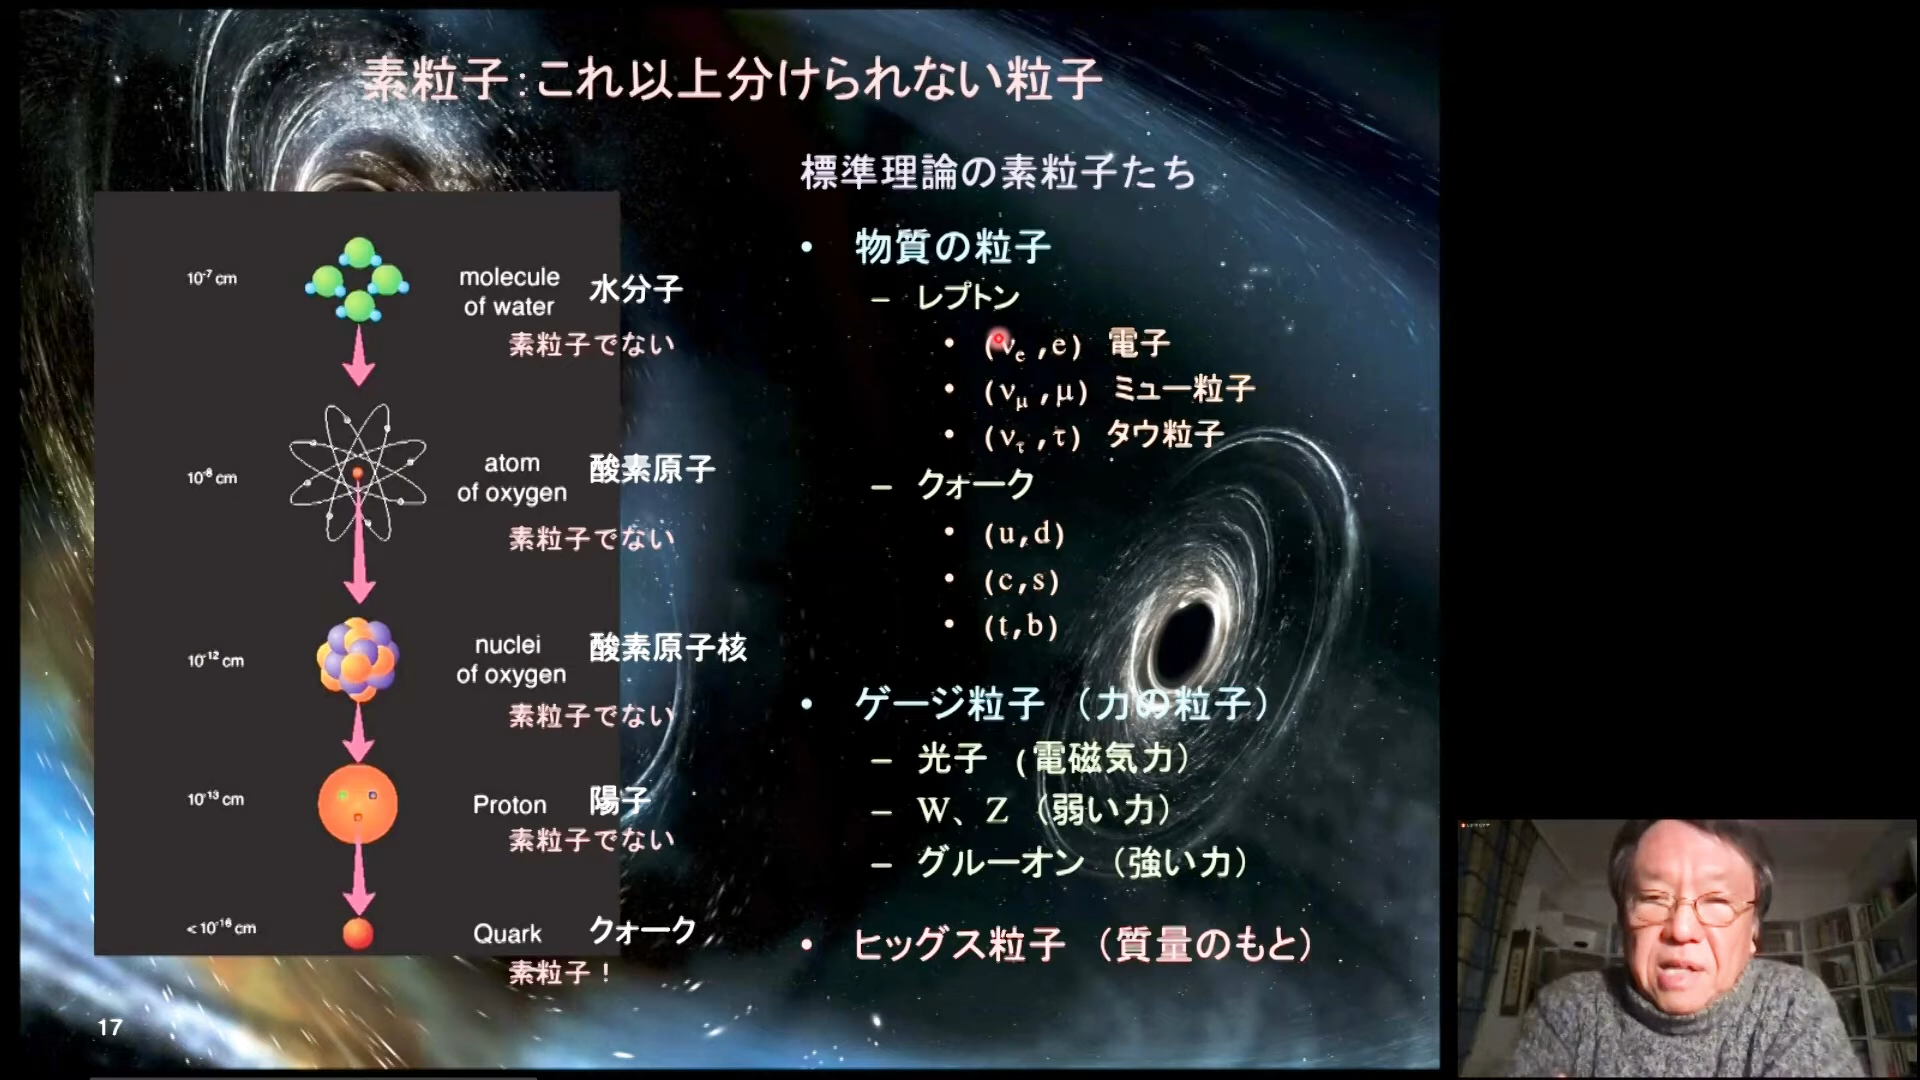 素粒子：これ以上分けられない粒子
10⁻⁷ cm
molecule
of water
水分子
素粒子でない
10⁻⁸ cm
atom
of oxygen
酸素原子
素粒子でない
10⁻¹² cm
nuclei
of oxygen
酸素原子核
素粒子でない
10⁻¹³ cm
Proton
陽子
素粒子でない
<10⁻¹⁶ cm
Quark
クォーク
素粒子！
標準理論の素粒子たち
• 物質の粒子
– レプトン
• (νe ,e) 電子
• (νμ ,μ) ミュー粒子
• (ντ ,τ) タウ粒子
– クォーク
• (u,d)
• (c,s)
• (t,b)
• ゲージ粒子 （力の粒子）
– 光子 （電磁気力）
– W、Z （弱い力）
– グルーオン （強い力）
• ヒッグス粒子 （質量のもと）
17